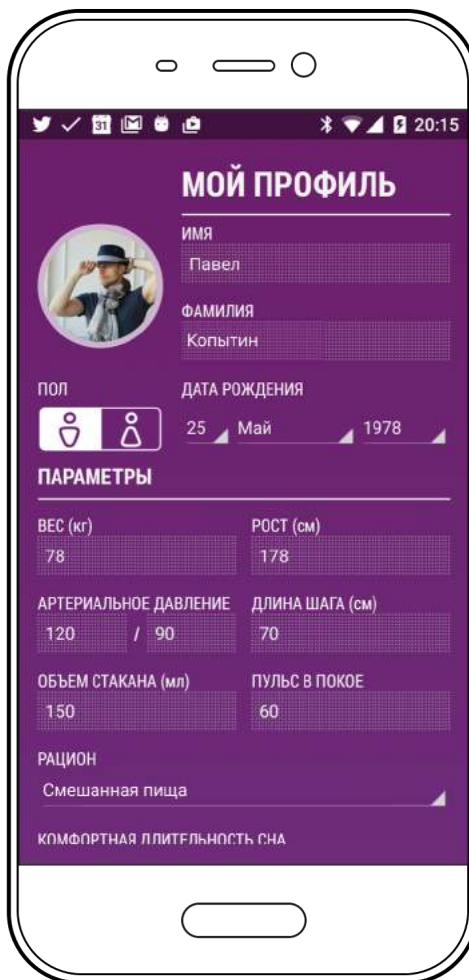 31 20:15
МОЙ ПРОФИЛЬ
ИМЯ
Павел
ФАМИЛИЯ
Копытин
ПОЛ ДАТА РОЖДЕНИЯ
25 Май 1978
ПАРАМЕТРЫ
ВЕС (кг) РОСТ (см)
78 178
АРТЕРИАЛЬНОЕ ДАВЛЕНИЕ ДЛИНА ШАГА (см)
120 / 90 70
ОБЪЕМ СТАКАНА (мл) ПУЛЬС В ПОКОЕ
150 60
РАЦИОН
Смешанная пища
КОМФОРТНАЯ ДЛИТЕЛЬНОСТЬ СНА